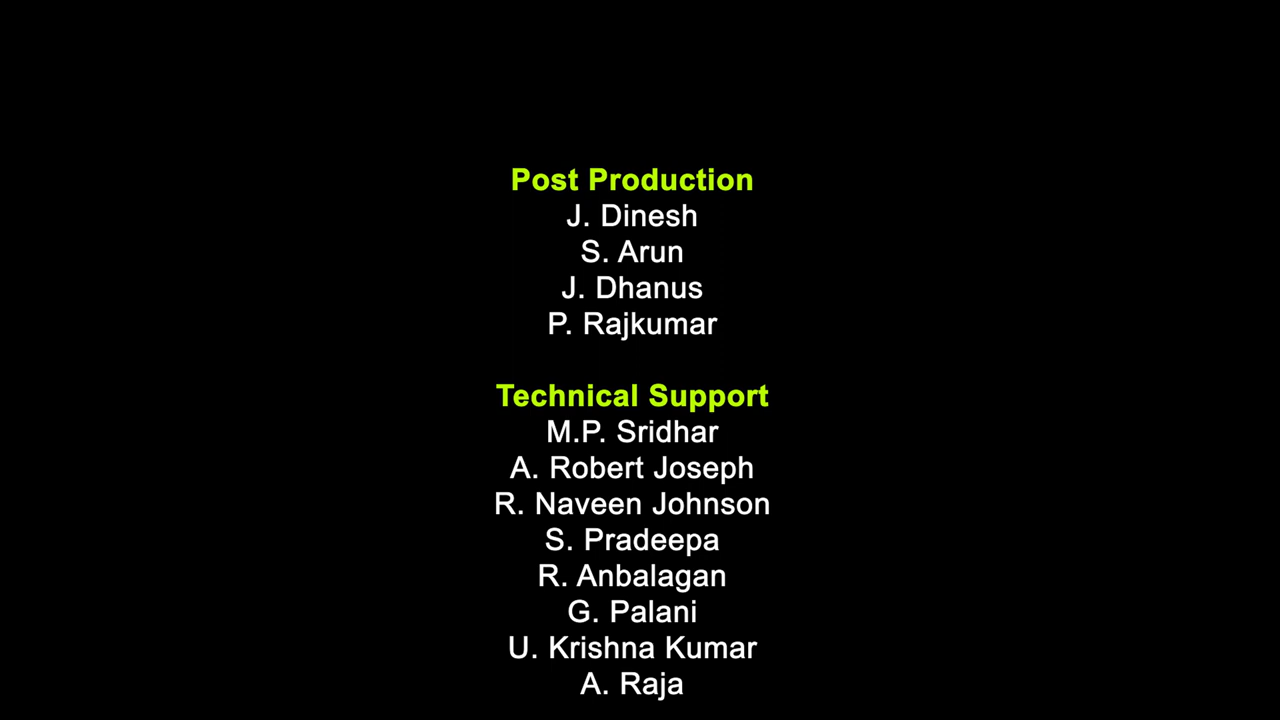 Post Production
J. Dinesh
S. Arun
J. Dhanus
P. Rajkumar
Technical Support
M.P. Sridhar
A. Robert Joseph
R. Naveen Johnson
S. Pradeepa
R. Anbalagan
G. Palani
U. Krishna Kumar
A. Raja